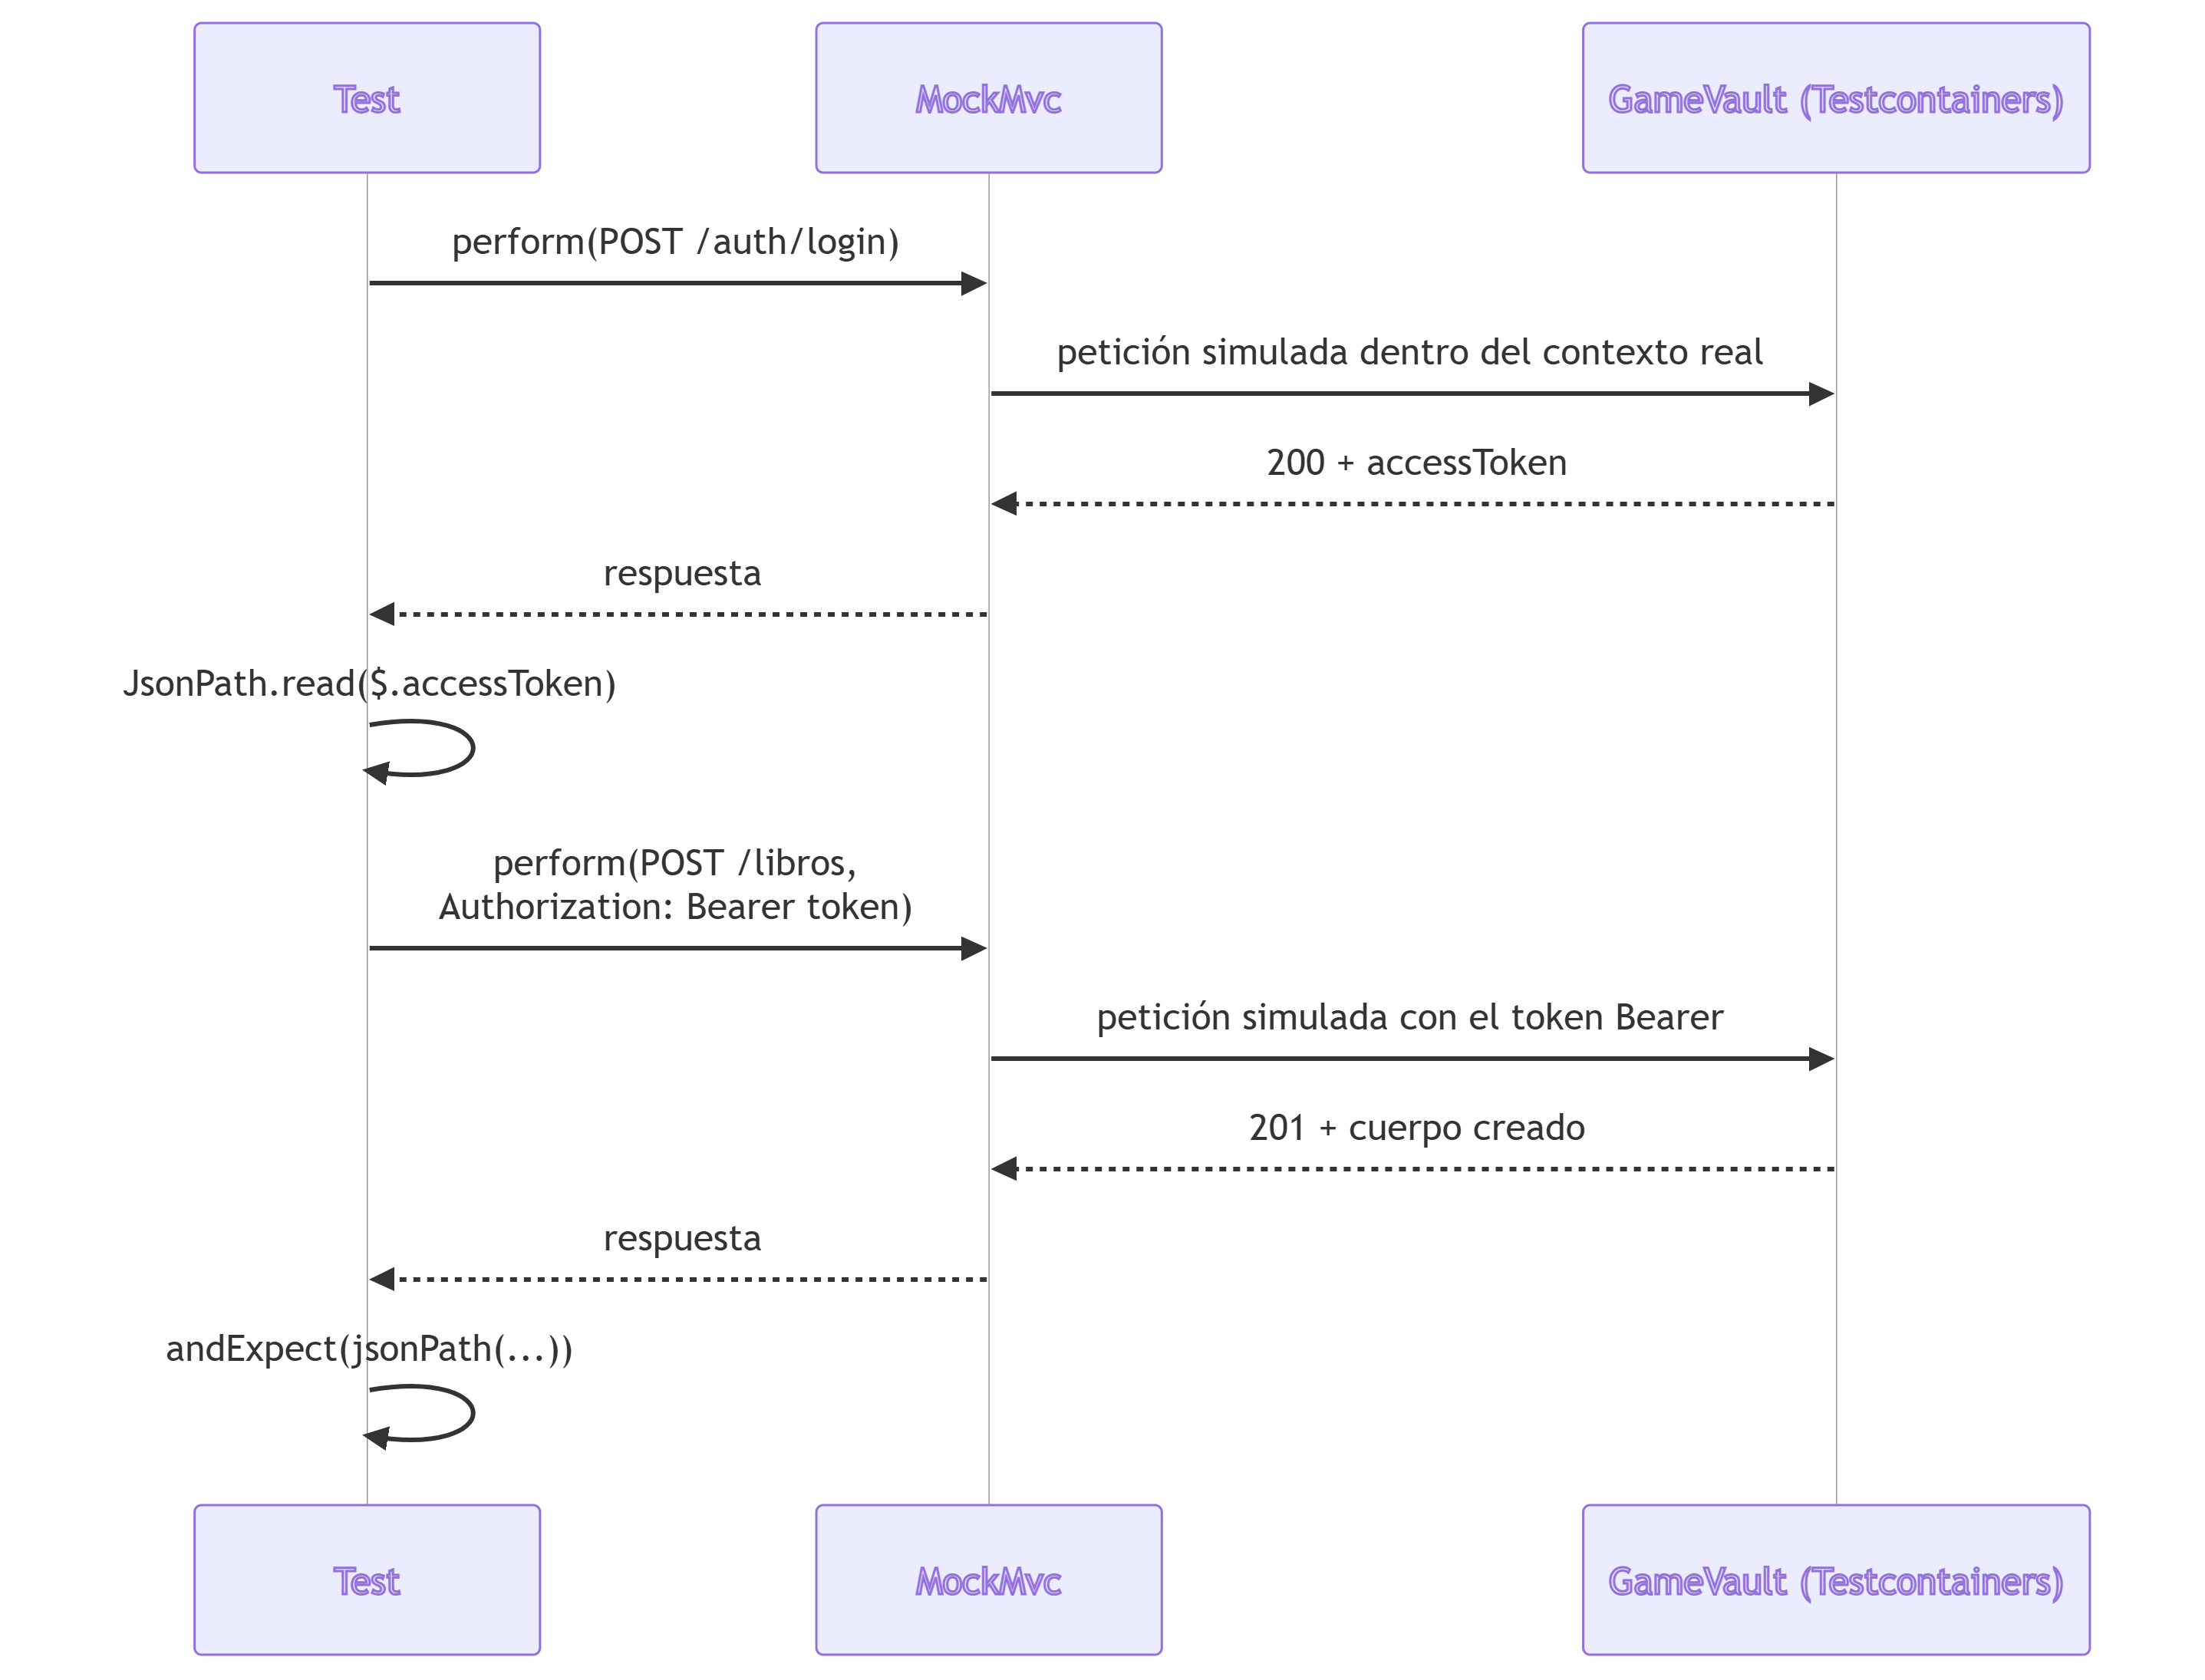 Test
MockMvc
GameVault (Testcontainers)
perform(POST /auth/login)
petición simulada dentro del contexto real
200 + accessToken
respuesta
JsonPath.read($.accessToken)
perform(POST /libros,
Authorization: Bearer token)
petición simulada con el token Bearer
201 + cuerpo creado
respuesta
andExpect(jsonPath(...))
Test
MockMvc
GameVault (Testcontainers)